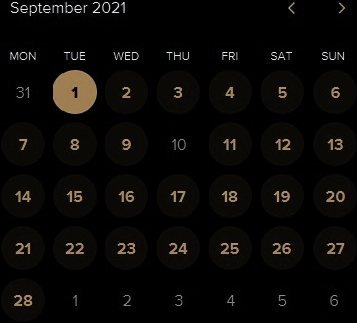 September 2021
MON TUE WED THU FRI SAT SUN
31 1 2 3 4 5 6
7 8 9 10 11 12 13
14 15 16 17 18 19 20
21 22 23 24 25 26 27
28 1 2 3 4 5 6